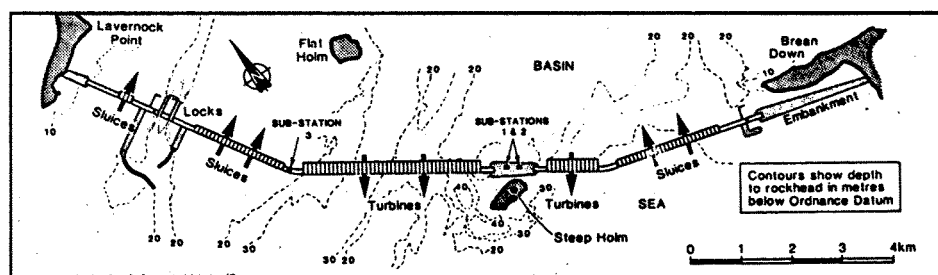 Lavernock
Point
Flat
Holm
BASIN
Brean
Down
20
20
20
20
20
20
20
10
10
10
Locks
Sluices
Sluices
SUB-STATION
3
SUB-STATIONS
1 & 2
Embankment
Sluices
Turbines
Turbines
SEA
Steep Holm
40
40
30
30
20
20
20
20
30
30 20
Contours show depth
to rockhead in metres
below Ordnance Datum
0 1 2 3 4km